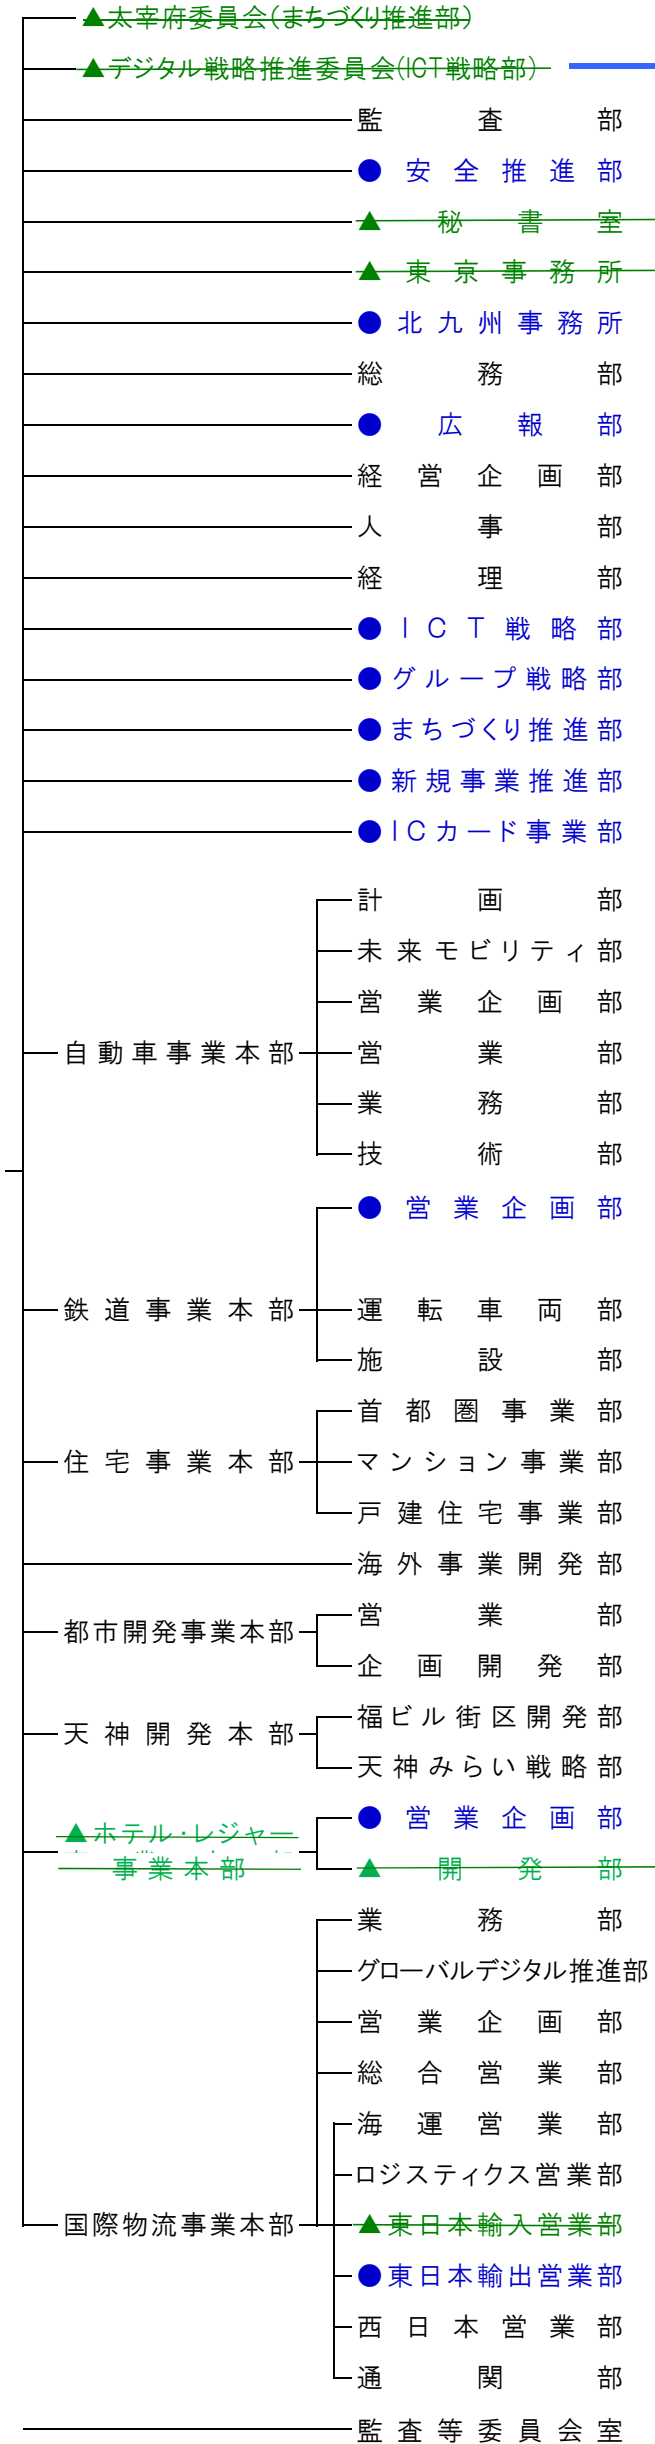 ▲太宰府委員会(まちづくり推進部)
▲デジタル戦略推進委員会(ICT戦略部)
監査部
●安全推進部
▲秘書室
▲東京事務所
●北九州事務所
総務部
●広報部
経営企画部
人事部
経理部
●ICT戦略部
●グループ戦略部
●まちづくり推進部
●新規事業推進部
●ICカード事業部
自動車事業本部
計画部
未来モビリティ部
営業企画部
営業部
業務部
技術部
鉄道事業本部
●営業企画部
運転車両部
施設部
住宅事業本部
首都圏事業部
マンション事業部
戸建住宅事業部
海外事業開発部
都市開発事業本部
営業部
企画開発部
天神開発本部
福ビル街区開発部
天神みらい戦略部
▲ホテル・レジャー
事業本部
●営業企画部
▲開発部
国際物流事業本部
業務部
グローバルデジタル推進部
営業企画部
総合営業部
海運営業部
ロジスティクス営業部
▲東日本輸入営業部
●東日本輸出営業部
西日本営業部
通関部
監査等委員会室